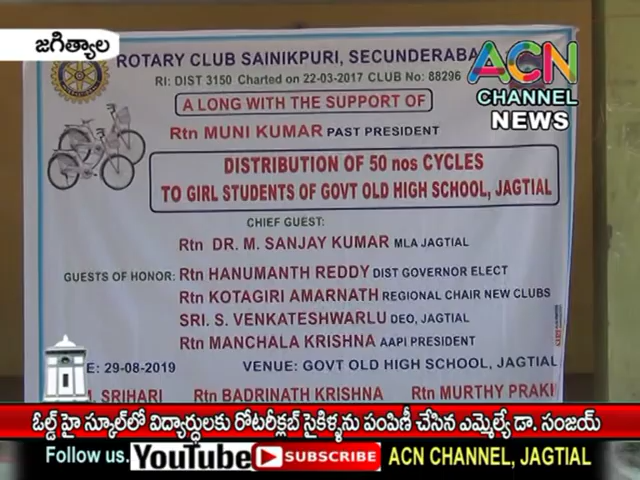 జగిత్యాల
ROTARY CLUB SAINIKPURI, SECUNDERABA
RI: DIST 3150 Charted on 22-03-2017 CLUB No: 88296
ACN
CHANNEL
NEWS
A LONG WITH THE SUPPORT OF
Rtn MUNI KUMAR PAST PRESIDENT
DISTRIBUTION OF 50 nos CYCLES
TO GIRL STUDENTS OF GOVT OLD HIGH SCHOOL, JAGTIAL
CHIEF GUEST:
Rtn DR. M. SANJAY KUMAR MLA JAGTIAL
GUESTS OF HONOR: Rtn HANUMANTH REDDY DIST GOVERNOR ELECT
Rtn KOTAGIRI AMARNATH REGIONAL CHAIR NEW CLUBS
SRI. S. VENKATESHWARLU DEO, JAGTIAL
Rtn MANCHALA KRISHNA AAPI PRESIDENT
E: 29-08-2019 VENUE: GOVT OLD HIGH SCHOOL, JAGTIAL
. SRIHARI Rtn BADRINATH KRISHNA Rtn MURTHY PRAK
ఓల్డ్ హై స్కూల్‌లో విద్యార్థులకు రోటరీక్లబ్ సైకిళ్ళను పంపిణీ చేసిన ఎమ్మెల్యే డా. సంజయ్
Follow us. YouTube SUBSCRIBE ACN CHANNEL, JAGTIAL